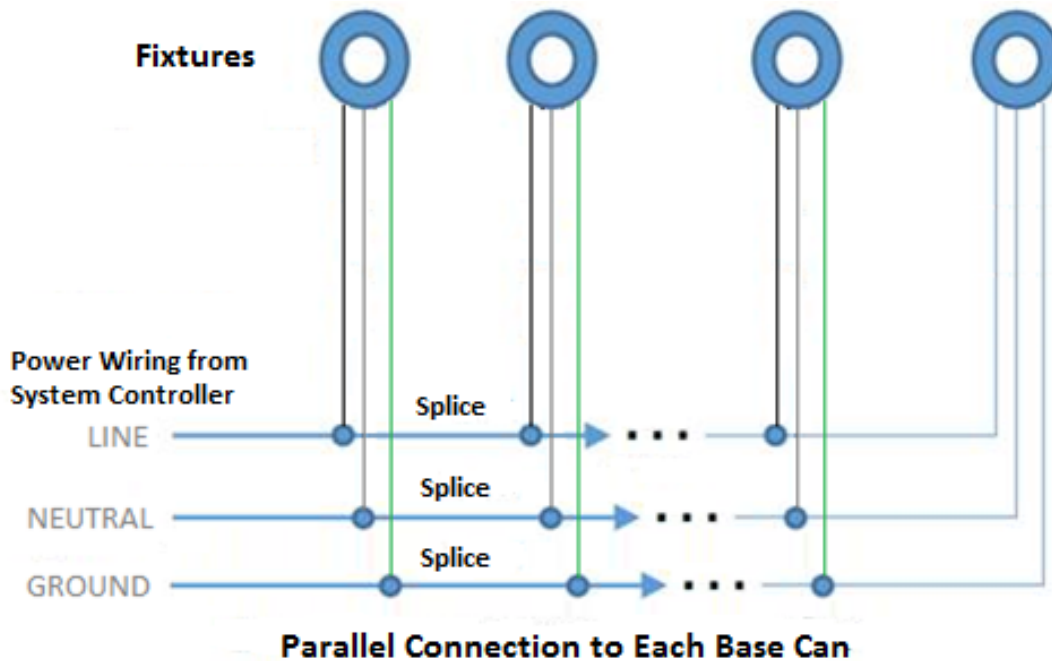 Fixtures
Power Wiring from
System Controller
LINE
Splice
NEUTRAL
Splice
GROUND
Splice
Parallel Connection to Each Base Can